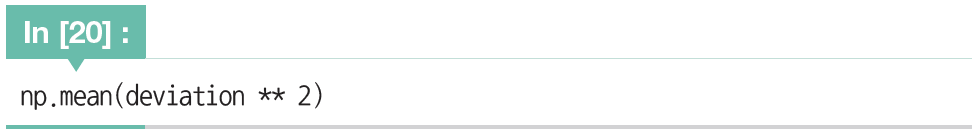 In [20] :
np.mean(deviation ** 2)